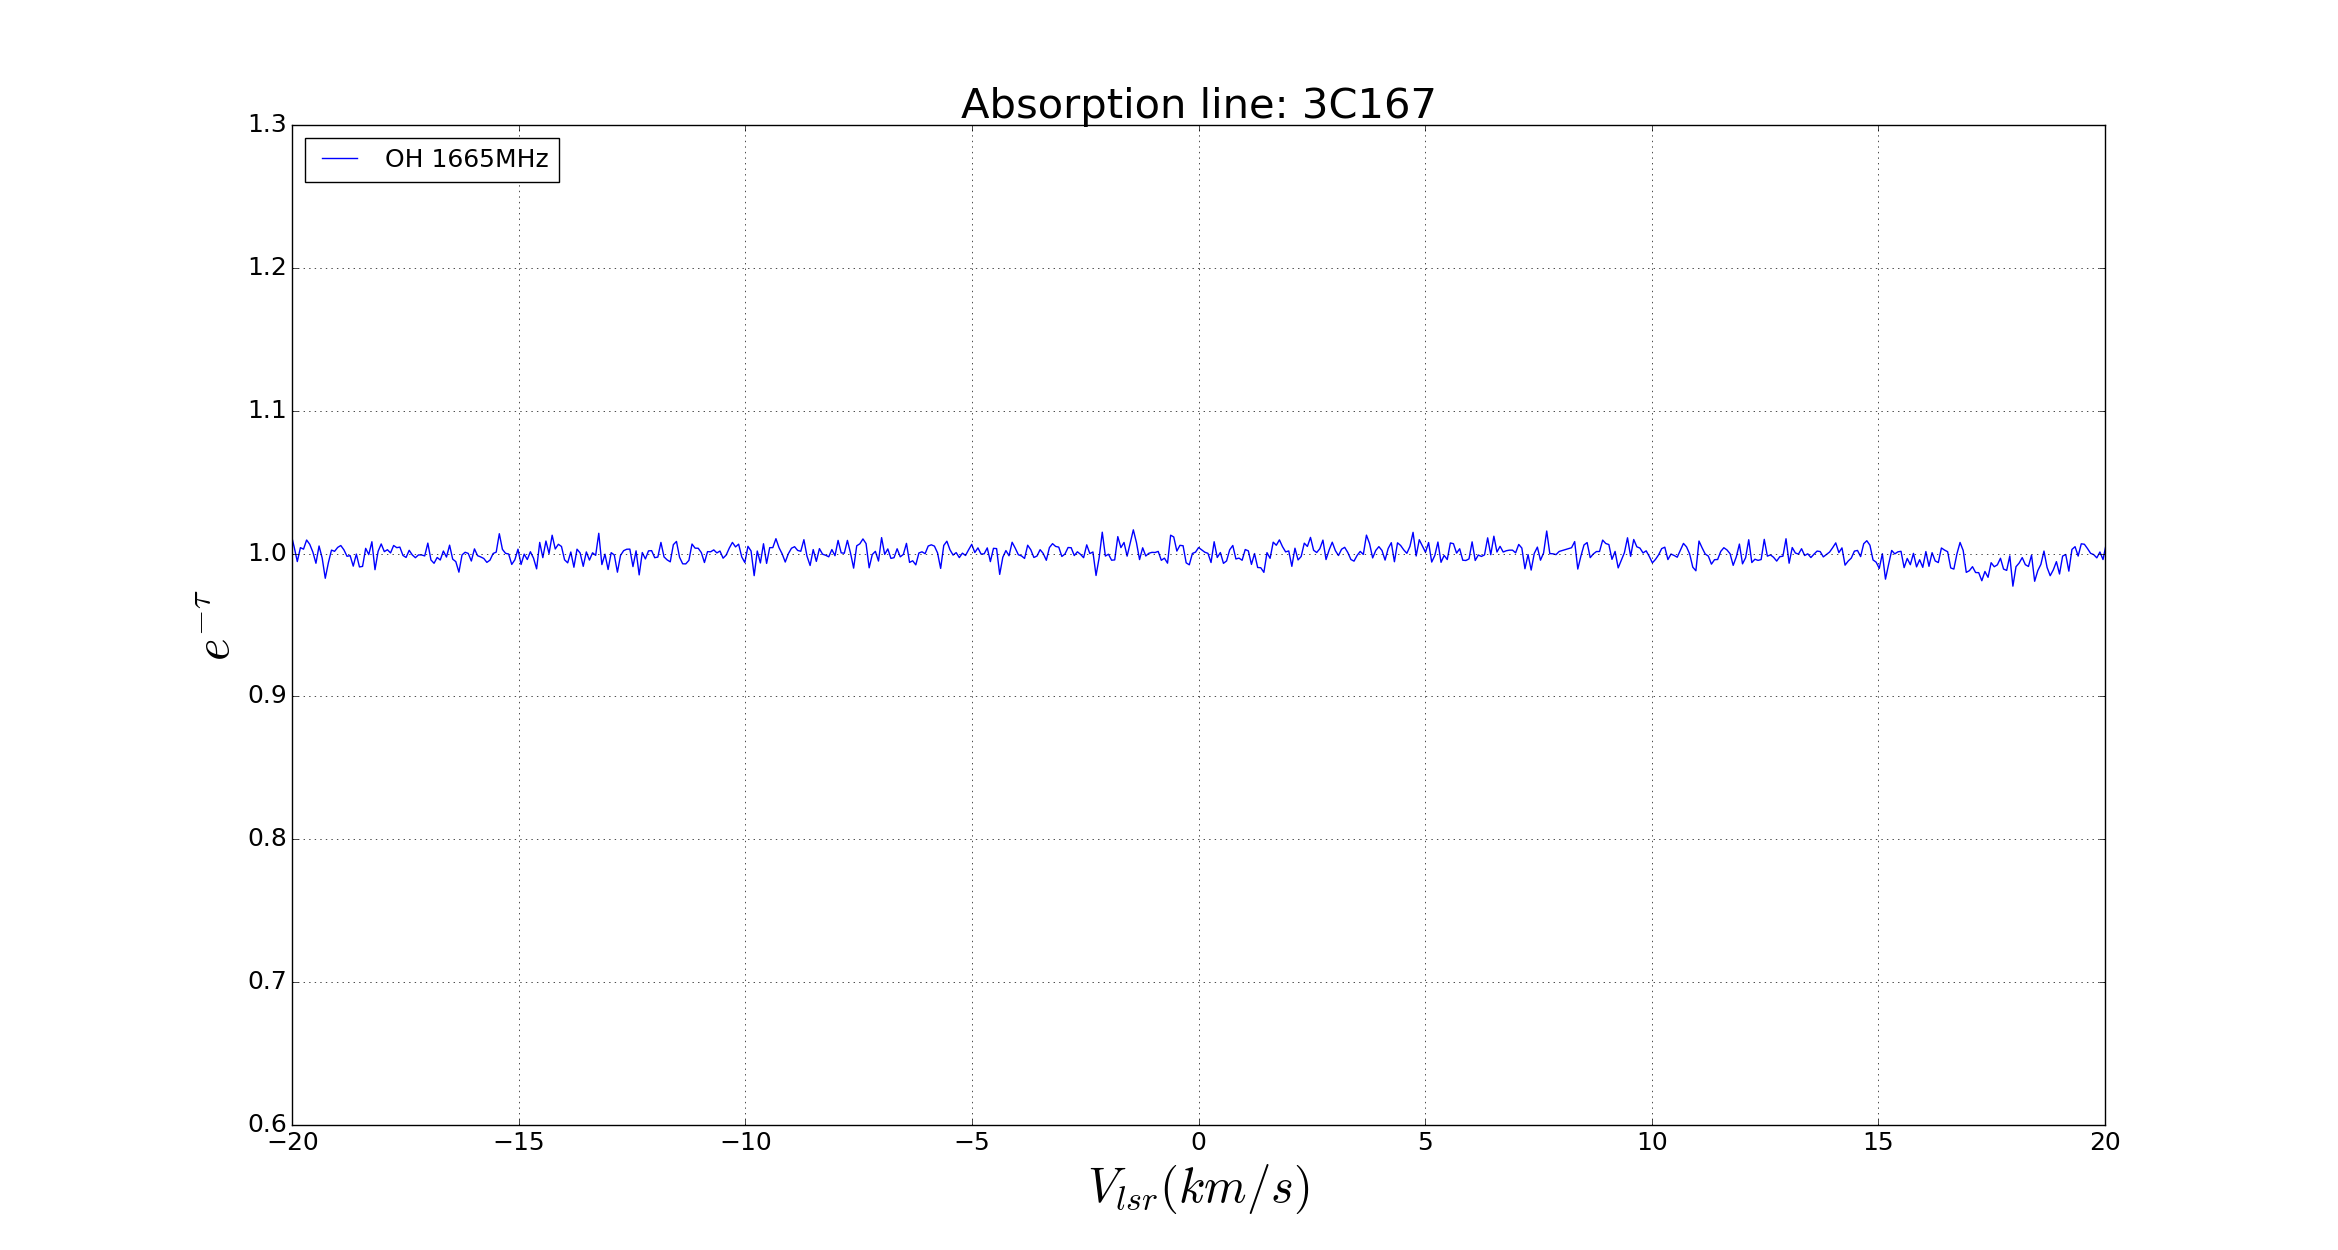 Absorption line: 3C167
OH 1665MHz
1.3
1.2
1.1
1.0
0.9
0.8
0.7
0.6
e^{−τ}
−20 −15 −10 −5 0 5 10 15 20
V_{lsr}(km/s)